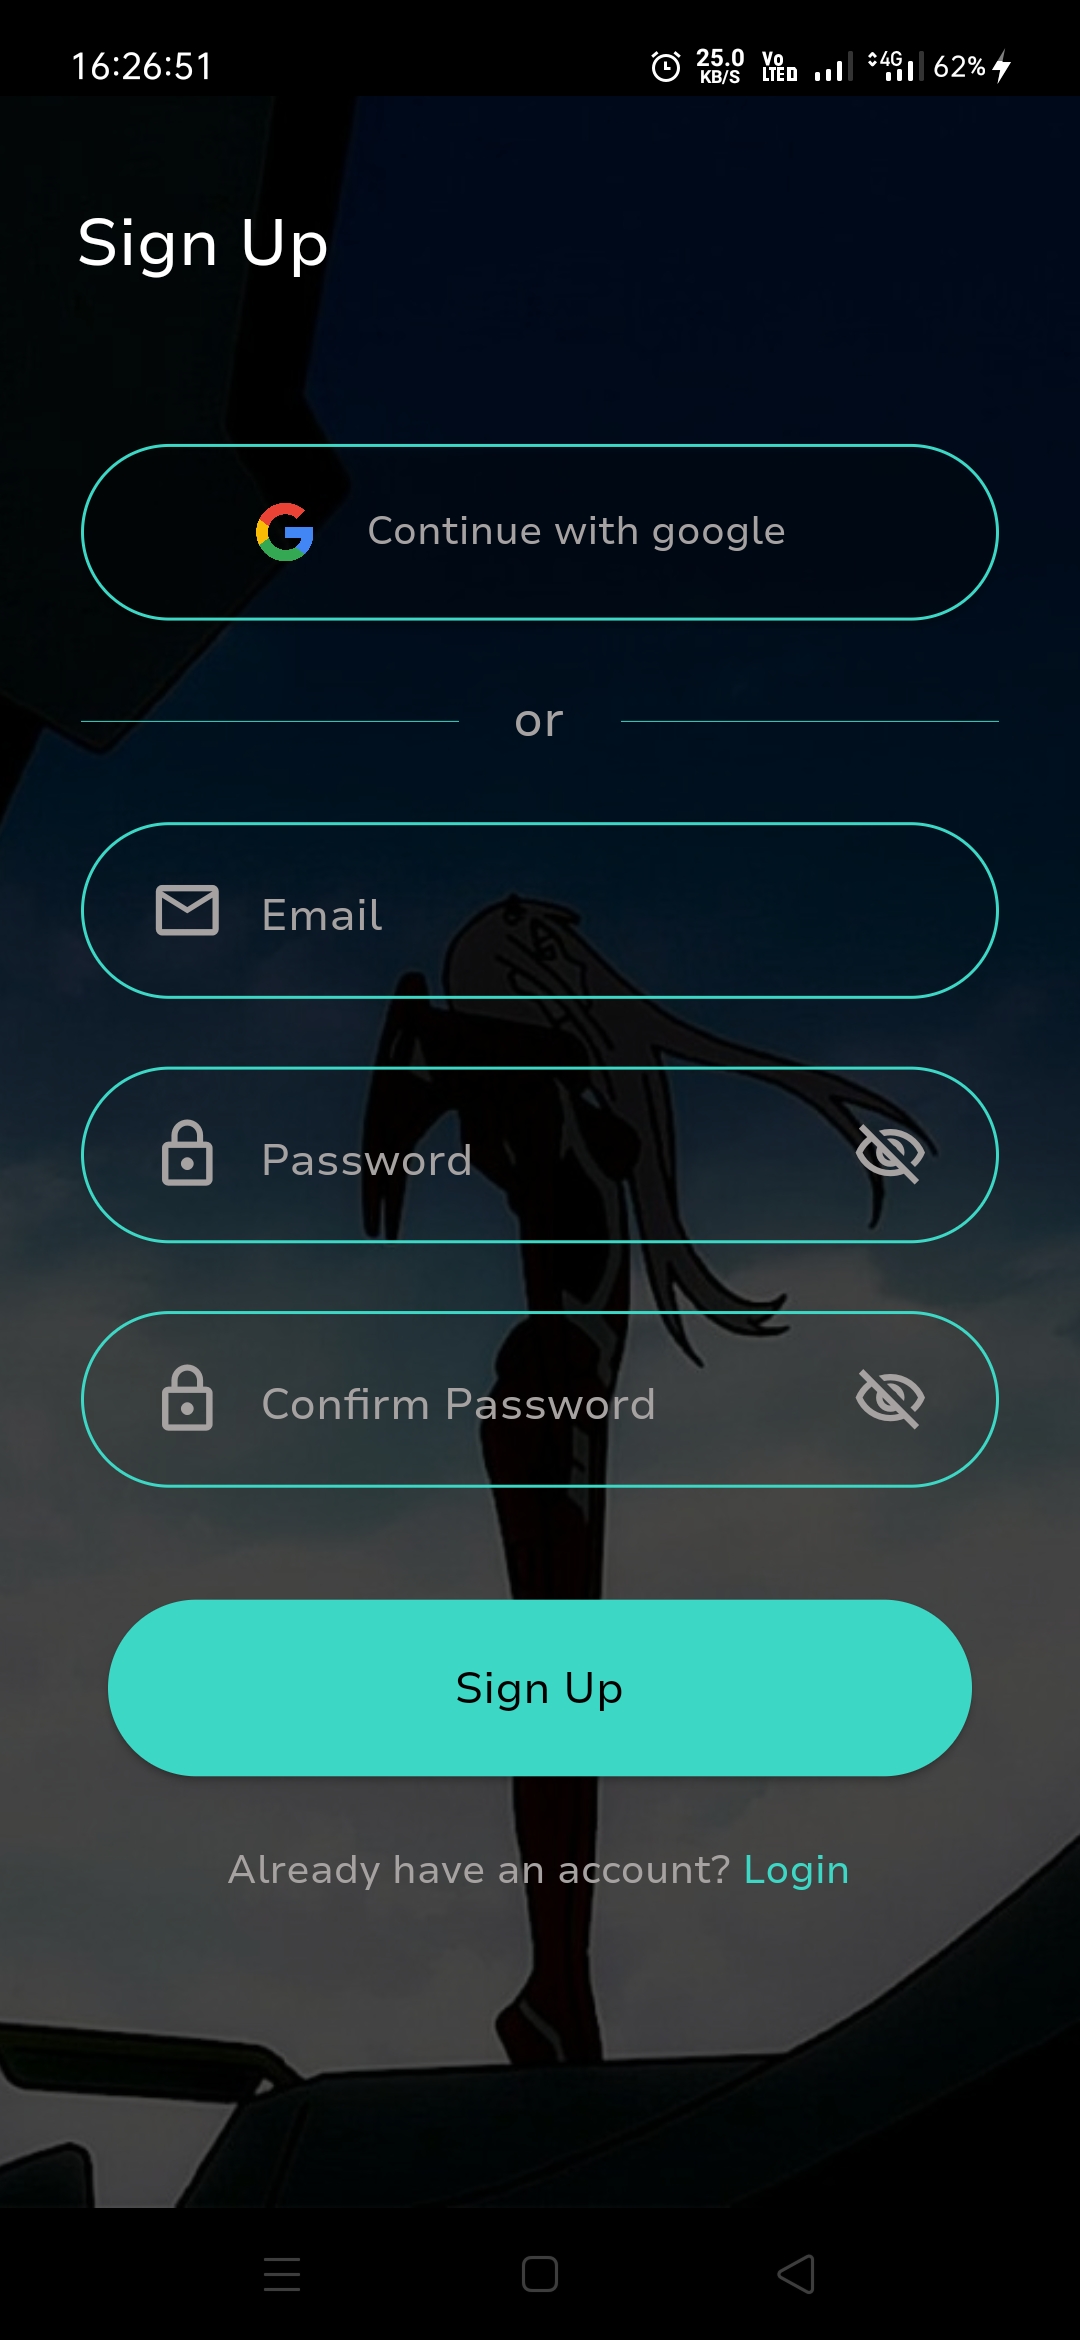 16:26:51 25.0 KB/S Vo LTE 4G 62%
Sign Up
Continue with google
or
Email
Password
Confirm Password
Sign Up
Already have an account? Login